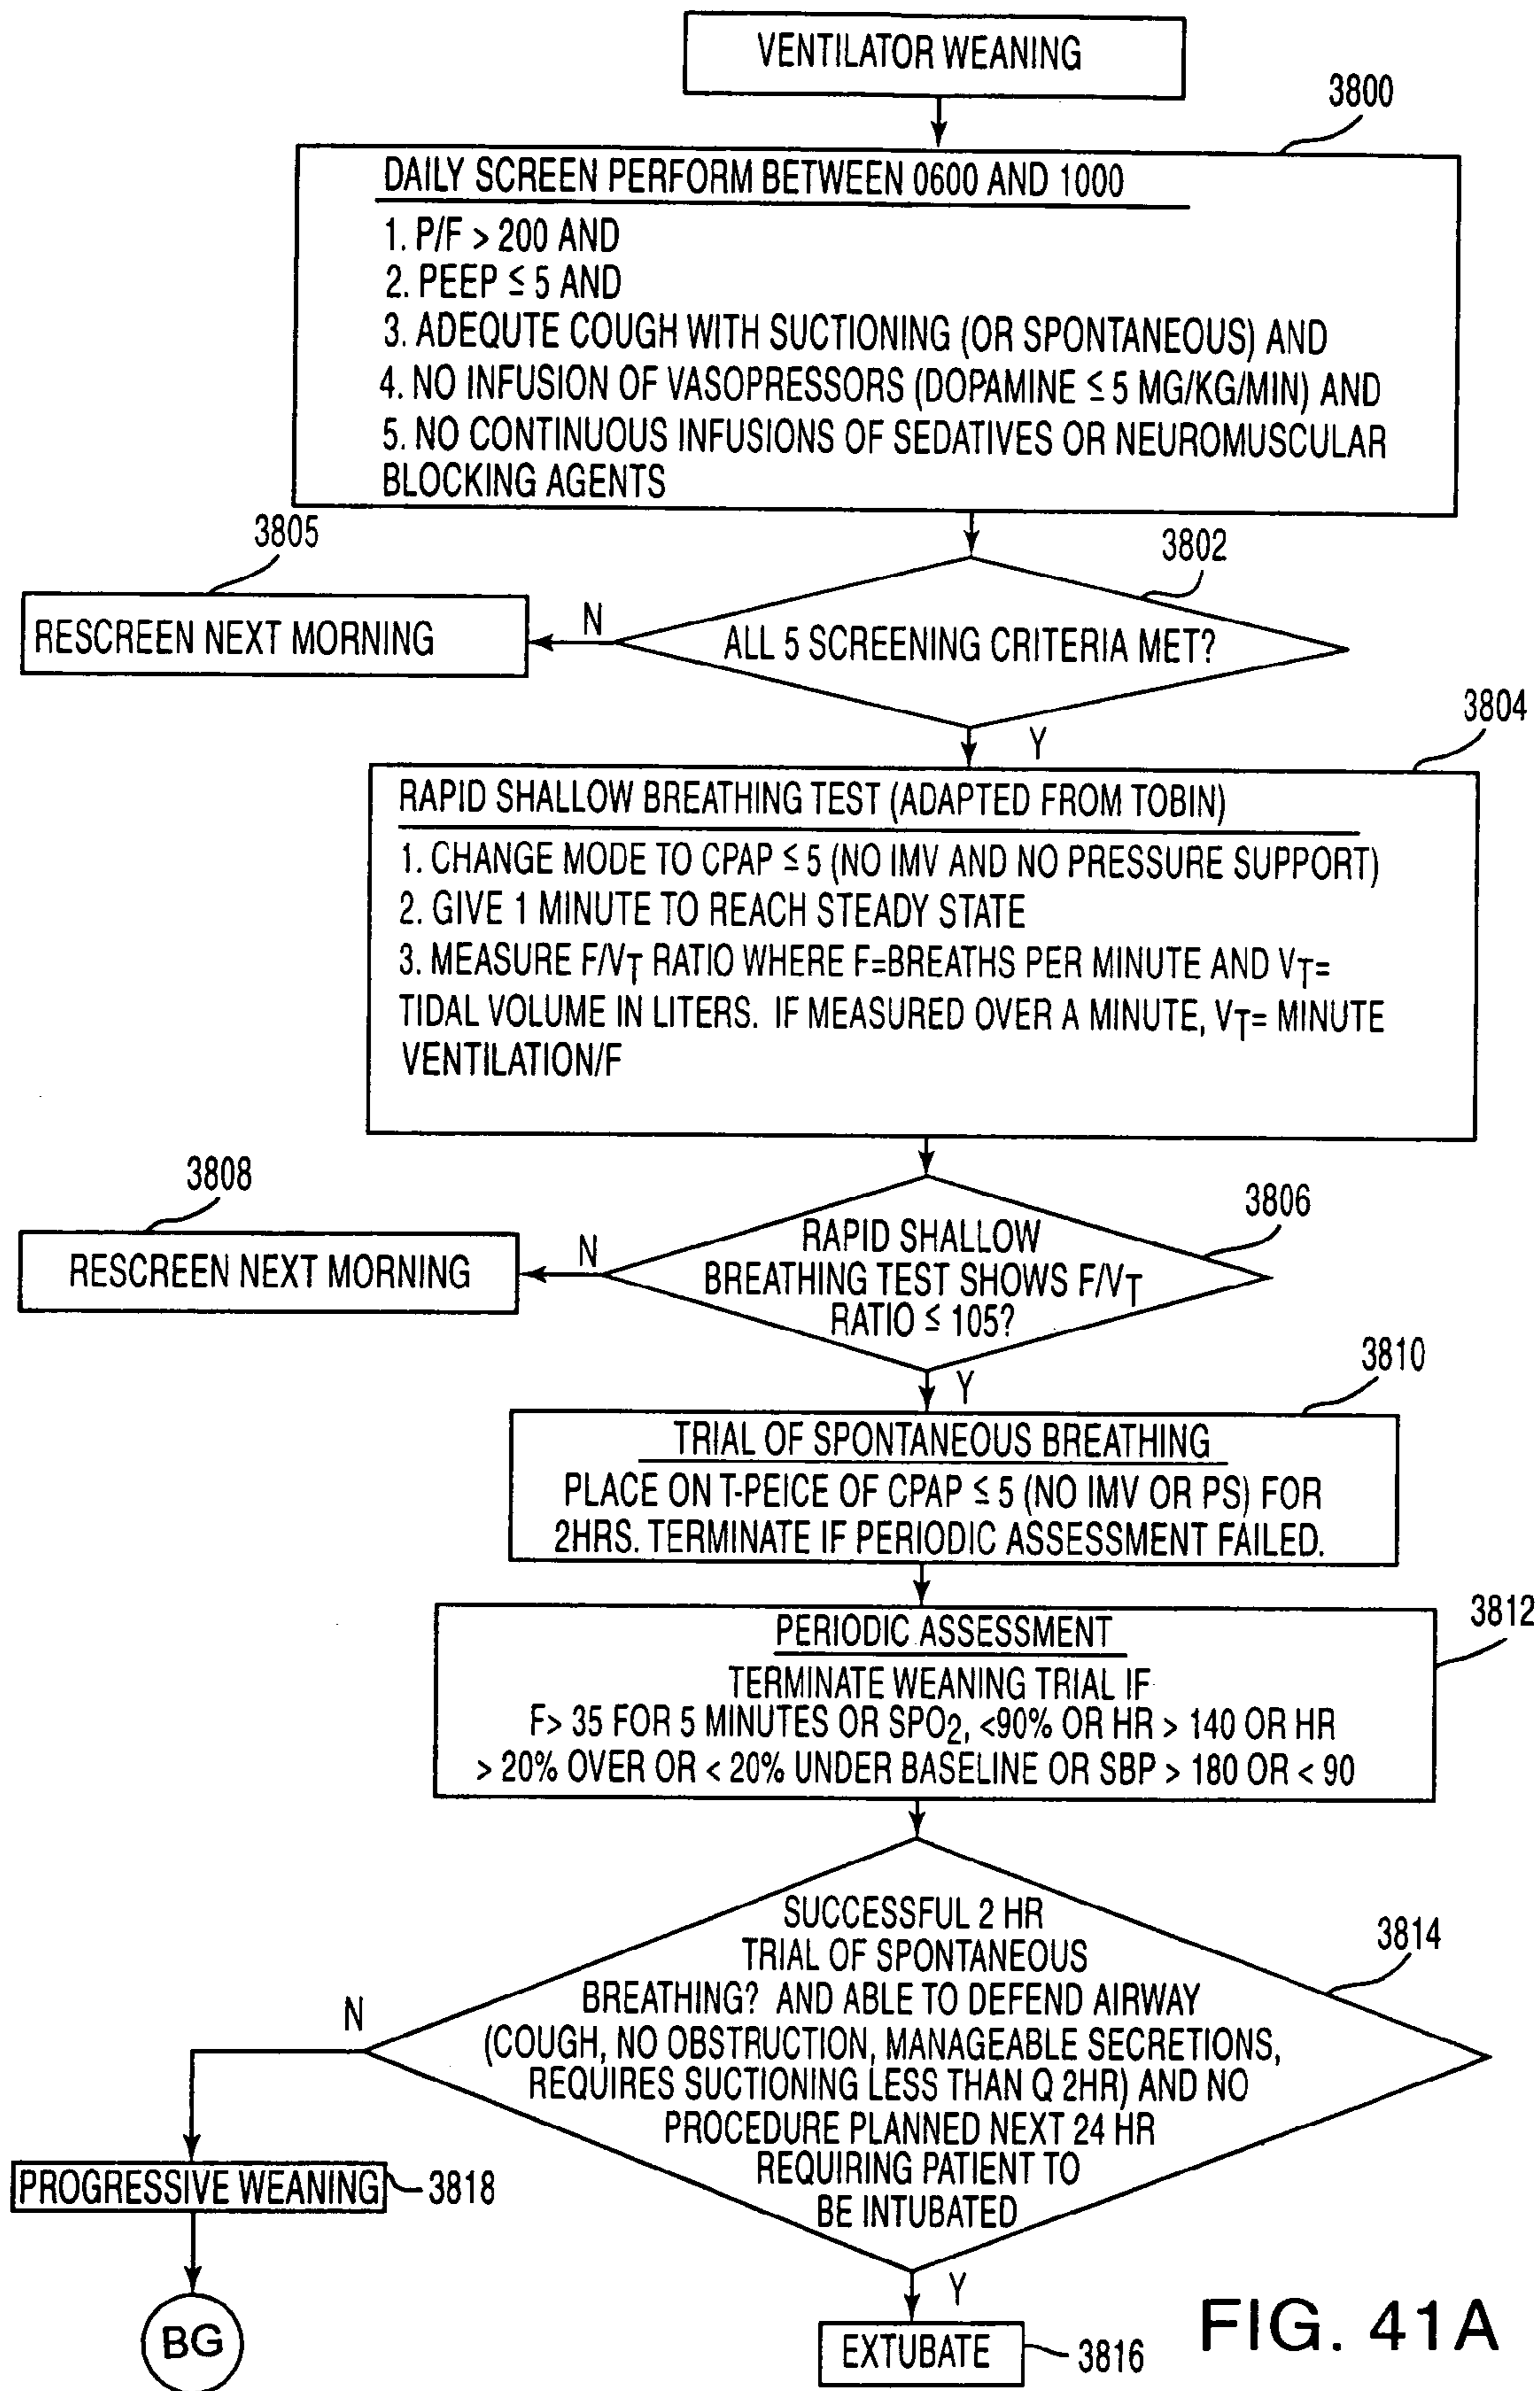 VENTILATOR WEANING
3800
DAILY SCREEN PERFORM BETWEEN 0600 AND 1000
1. P/F > 200 AND
2. PEEP ≤ 5 AND
3. ADEQUTE COUGH WITH SUCTIONING (OR SPONTANEOUS) AND
4. NO INFUSION OF VASOPRESSORS (DOPAMINE ≤ 5 MG/KG/MIN) AND
5. NO CONTINUOUS INFUSIONS OF SEDATIVES OR NEUROMUSCULAR
BLOCKING AGENTS
3805
3802
RESCREEN NEXT MORNING
N
ALL 5 SCREENING CRITERIA MET?
Y
3804
RAPID SHALLOW BREATHING TEST (ADAPTED FROM TOBIN)
1. CHANGE MODE TO CPAP ≤ 5 (NO IMV AND NO PRESSURE SUPPORT)
2. GIVE 1 MINUTE TO REACH STEADY STATE
3. MEASURE F/VT RATIO WHERE F=BREATHS PER MINUTE AND VT=
TIDAL VOLUME IN LITERS. IF MEASURED OVER A MINUTE, VT= MINUTE
VENTILATION/F
3808
3806
RESCREEN NEXT MORNING
N
RAPID SHALLOW
BREATHING TEST SHOWS F/VT
RATIO ≤ 105?
Y
3810
TRIAL OF SPONTANEOUS BREATHING
PLACE ON T-PEICE OF CPAP ≤ 5 (NO IMV OR PS) FOR
2HRS. TERMINATE IF PERIODIC ASSESSMENT FAILED.
3812
PERIODIC ASSESSMENT
TERMINATE WEANING TRIAL IF
F> 35 FOR 5 MINUTES OR SPO2, <90% OR HR > 140 OR HR
> 20% OVER OR < 20% UNDER BASELINE OR SBP > 180 OR < 90
3814
SUCCESSFUL 2 HR
TRIAL OF SPONTANEOUS
BREATHING? AND ABLE TO DEFEND AIRWAY
(COUGH, NO OBSTRUCTION, MANAGEABLE SECRETIONS,
REQUIRES SUCTIONING LESS THAN Q 2HR) AND NO
PROCEDURE PLANNED NEXT 24 HR
REQUIRING PATIENT TO
BE INTUBATED
N
PROGRESSIVE WEANING
3818
BG
Y
EXTUBATE
3816
FIG. 41A